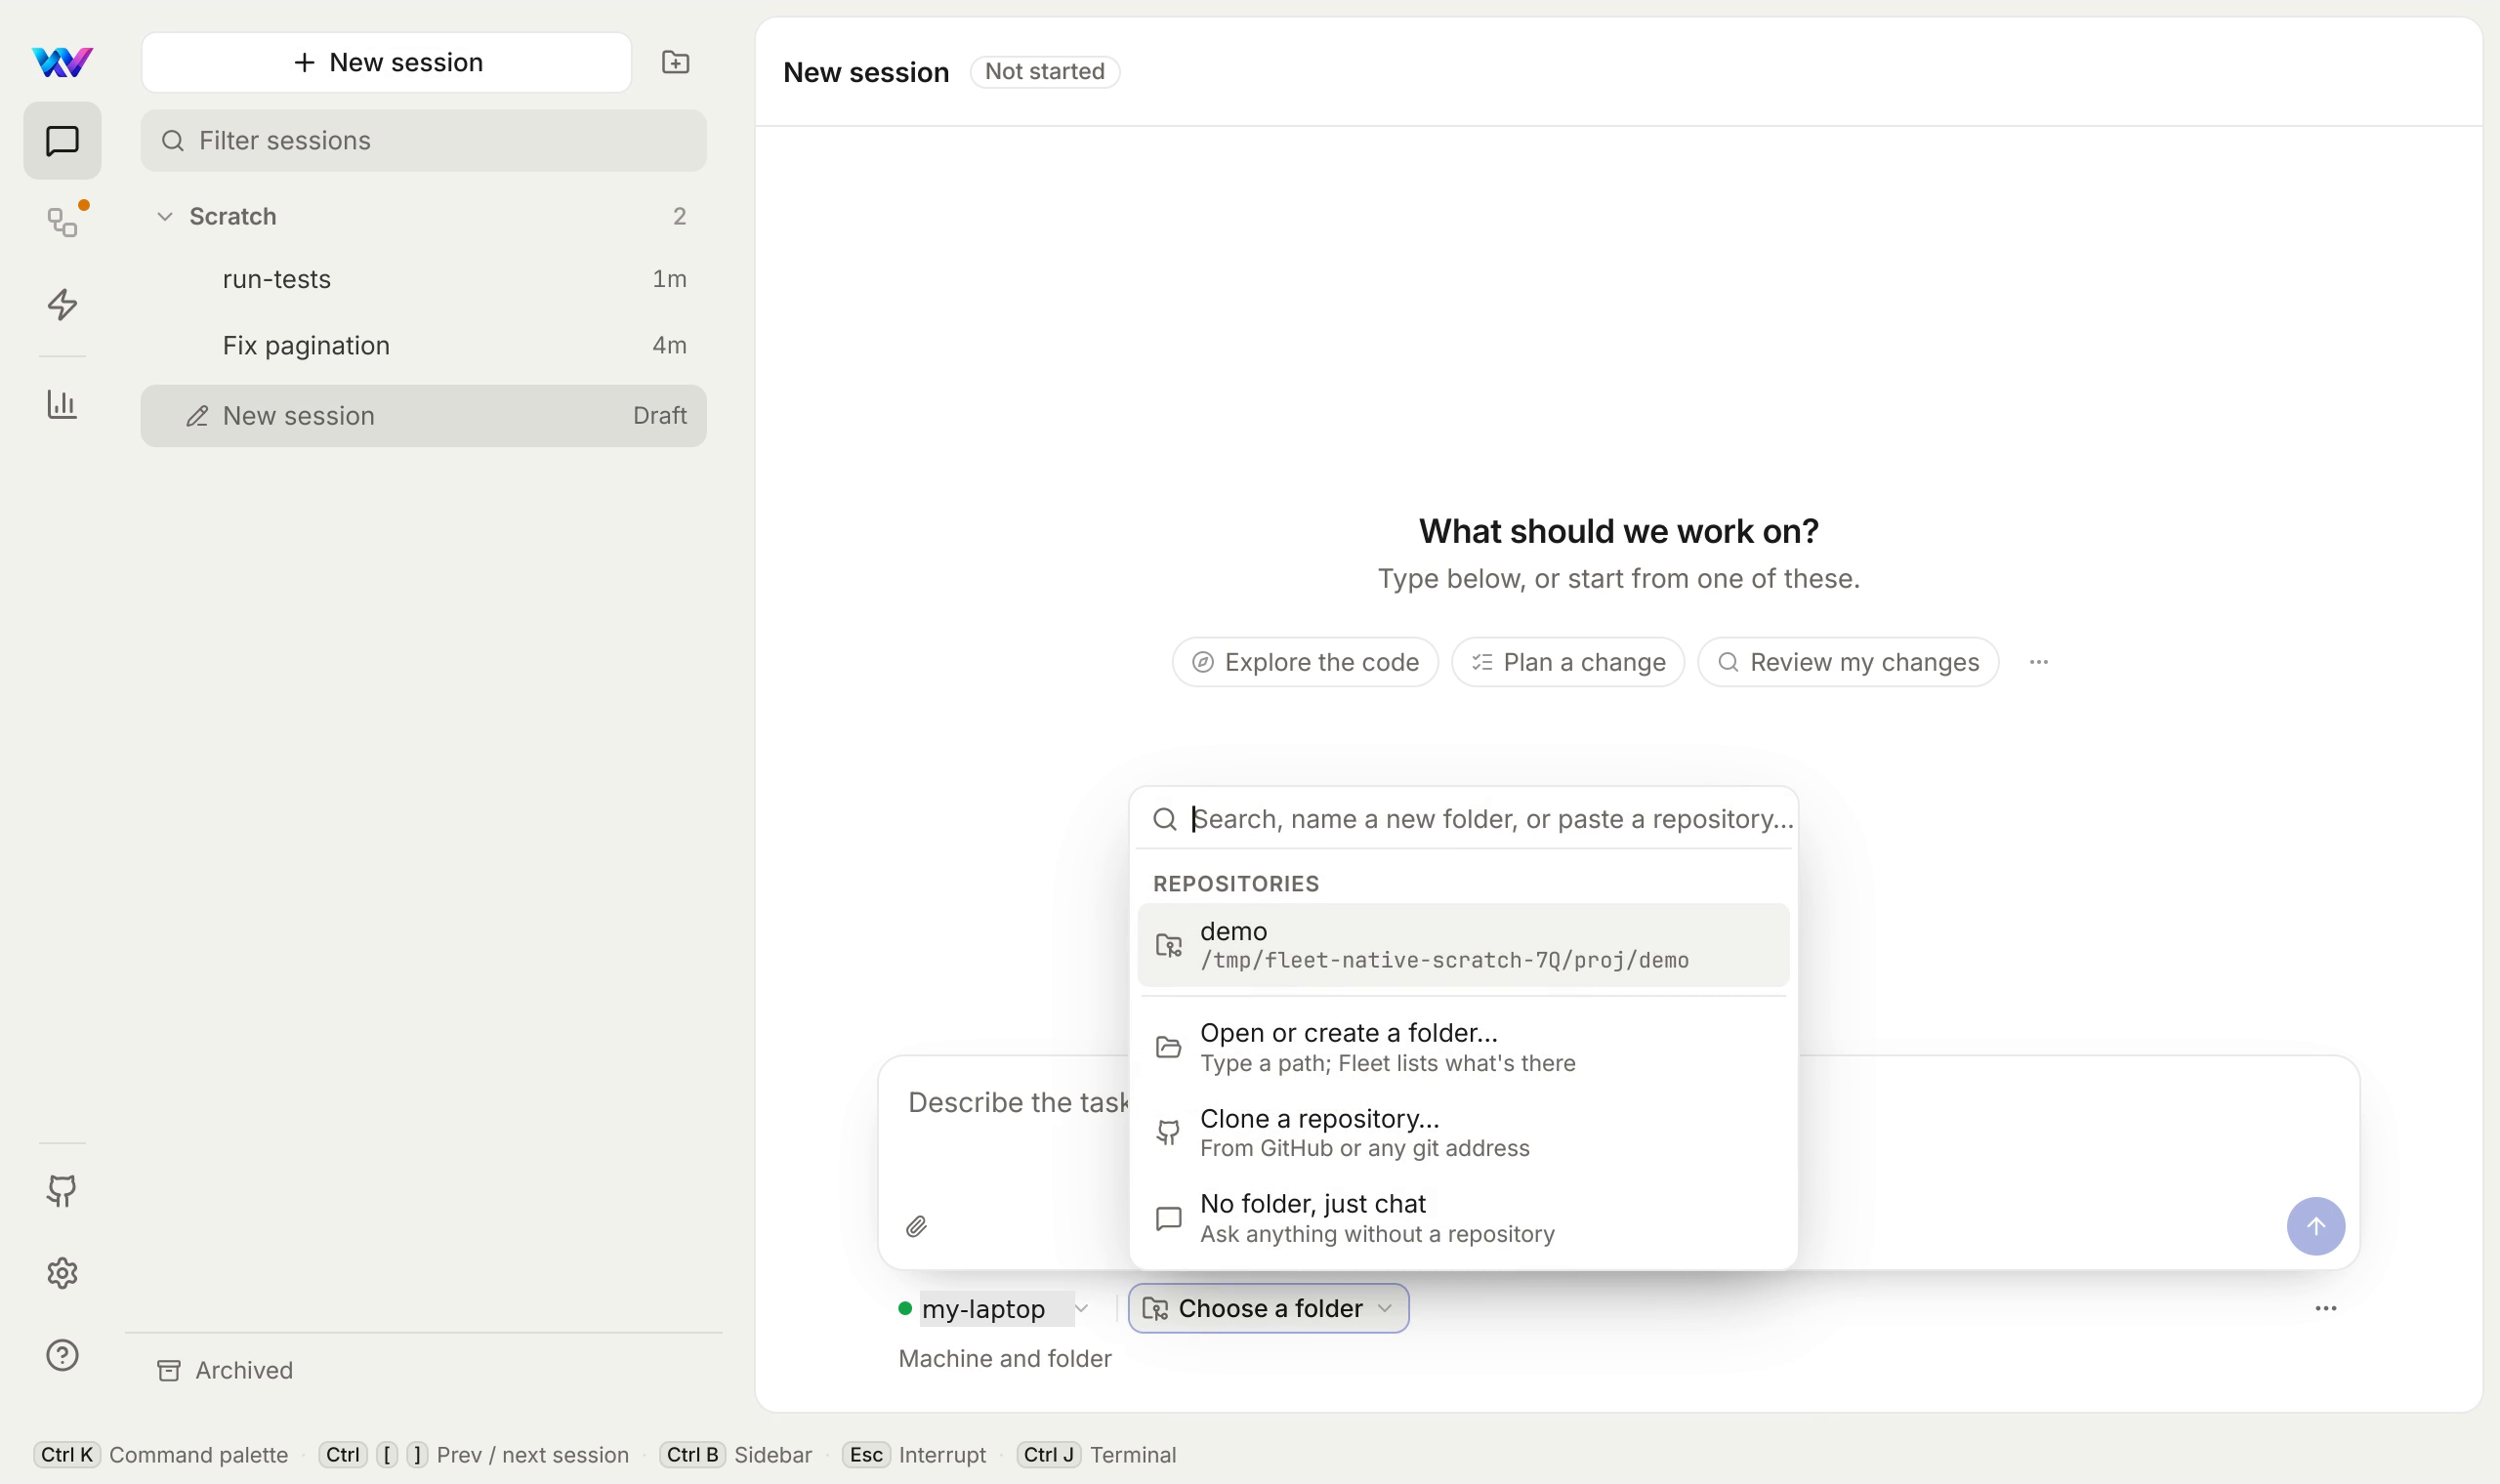 New session
Filter sessions
Scratch 2
run-tests 1m
Fix pagination 4m
New session Draft
Archived
New session Not started
What should we work on?
Type below, or start from one of these.
Explore the code Plan a change Review my changes
Search, name a new folder, or paste a repository...
REPOSITORIES
demo
/tmp/fleet-native-scratch-7Q/proj/demo
Open or create a folder...
Type a path; Fleet lists what's there
Clone a repository...
From GitHub or any git address
No folder, just chat
Ask anything without a repository
Describe the task
my-laptop Choose a folder
Machine and folder
Ctrl K Command palette · Ctrl [ ] Prev / next session · Ctrl B Sidebar · Esc Interrupt · Ctrl J Terminal